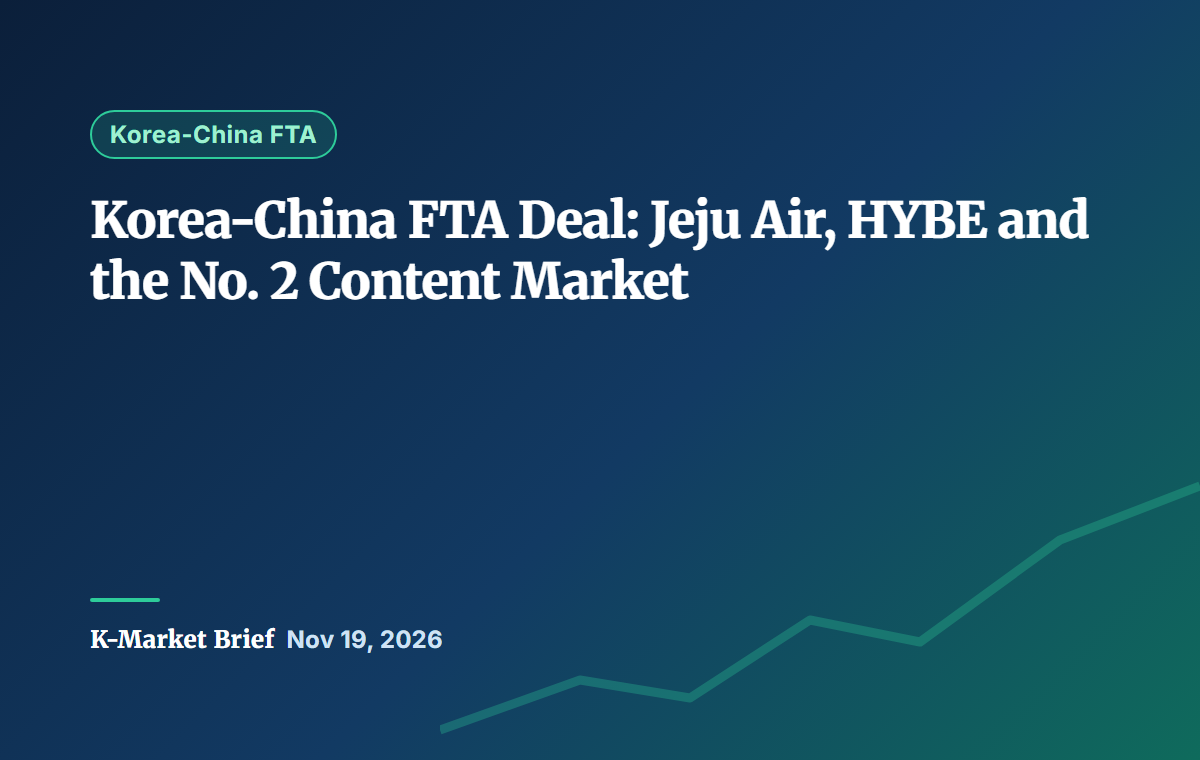 Korea-China FTA
Korea-China FTA Deal: Jeju Air, HYBE and
the No. 2 Content Market
K-Market Brief Nov 19, 2026